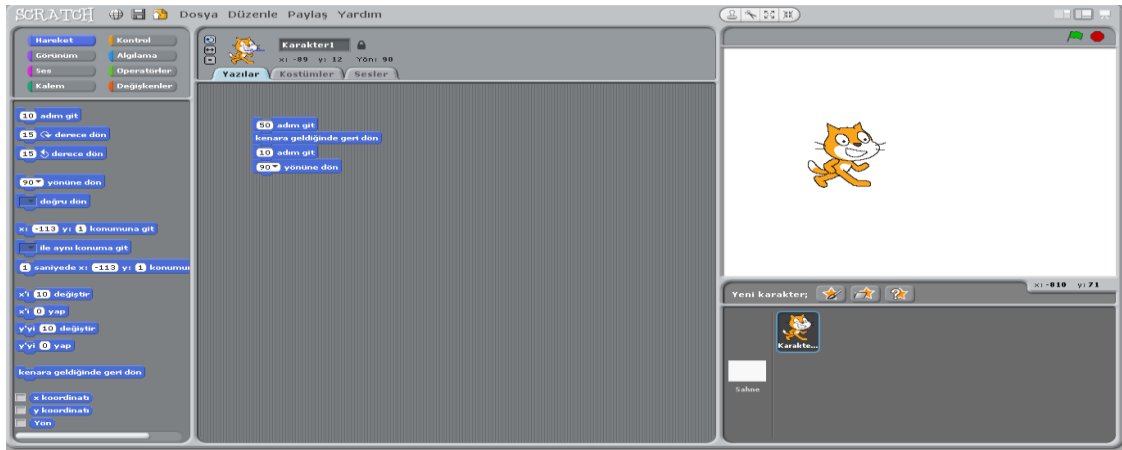 SCRATCH Dosya Düzenle Paylaş Yardım
Hareket Kontrol
Görünüm Algılama
Ses Operatörler
Kalem Değişkenler
10 adım git
15 derece dön
15 derece dön
90 yönüne dön
doğru dön
x: -113 y: 1 konumuna git
ile aynı konuma git
1 saniyede x: -113 y: 1 konumu
x'i 10 değiştir
x'i 0 yap
y'yi 10 değiştir
y'yi 0 yap
kenara geldiğinde geri dön
x koordinatı
y koordinatı
Yön
Karakter1
x: -89 y: 12 Yön: 90
Yazılar Kostümler Sesler
50 adım git
kenara geldiğinde geri dön
10 adım git
90 yönüne dön
x: -810 y: 71
Yeni karakter;
Karakte...
Sahne